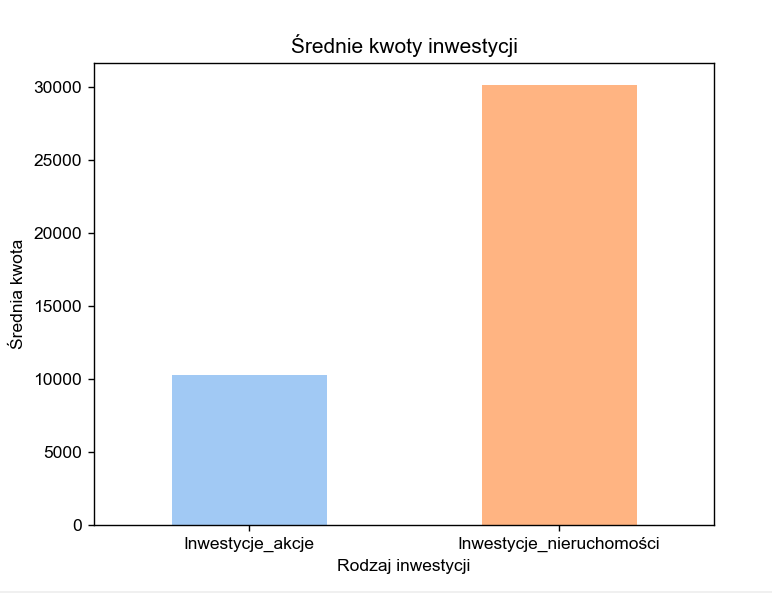 Średnie kwoty inwestycji
30000
25000
20000
15000
10000
5000
0
Średnia kwota
Inwestycje_akcje
Inwestycje_nieruchomości
Rodzaj inwestycji